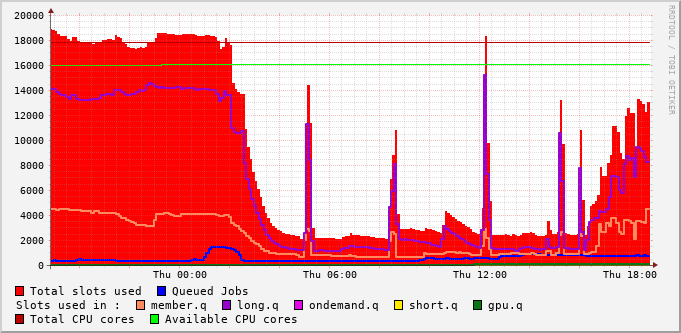 20000
18000
16000
14000
12000
10000
8000
6000
4000
2000
0
Thu 00:00 Thu 06:00 Thu 12:00 Thu 18:00
RRDTOOL / TOBI OETIKER
Total slots used Queued Jobs
Slots used in : member.q long.q ondemand.q short.q gpu.q
Total CPU cores Available CPU cores